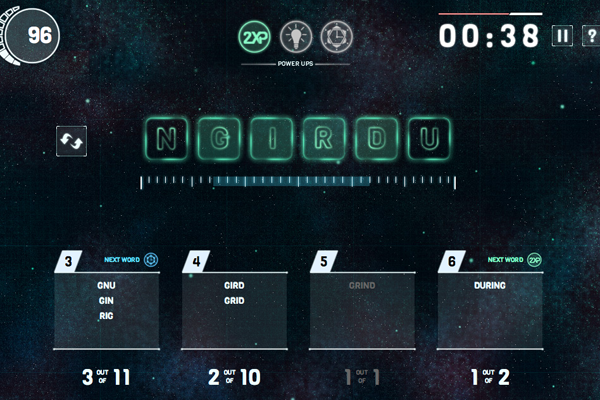 96
2XP
00:38
?
POWER UPS
N G I R D U
3 NEXT WORD
4
5
6 NEXT WORD 2XP
GNU
GIN
RIG
GIRD
GRID
GRIND
DURING
3 OUT OF 11
2 OUT OF 10
1 OUT OF 1
1 OUT OF 2